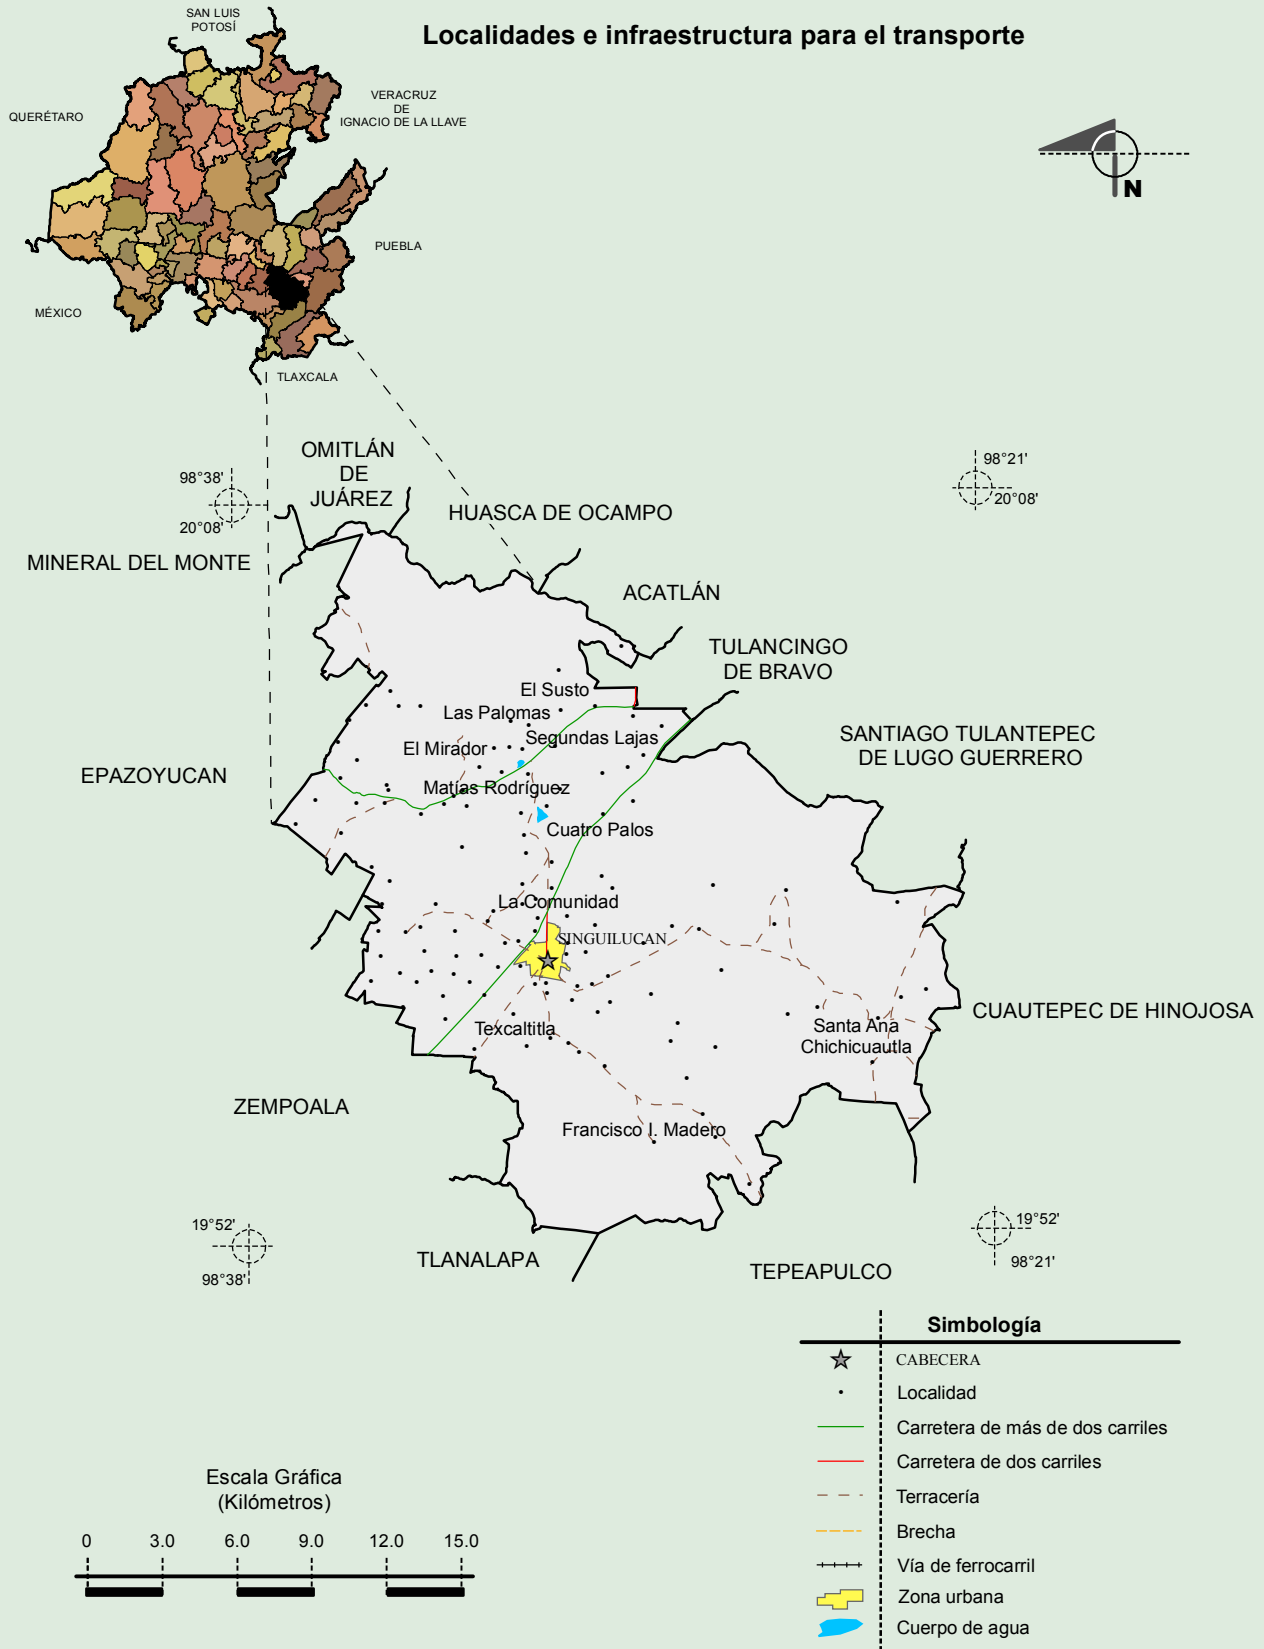 Localidades e infraestructura para el transporte
SAN LUIS
POTOSÍ
QUERÉTARO
VERACRUZ
DE
IGNACIO DE LA LLAVE
PUEBLA
MÉXICO
TLAXCALA
N
OMITLÁN
DE
JUÁREZ
98°38'
20°08'
98°21'
20°08'
HUASCA DE OCAMPO
MINERAL DEL MONTE
ACATLÁN
TULANCINGO
DE BRAVO
El Susto
Las Palomas
Segundas Lajas
El Mirador
SANTIAGO TULANTEPEC
DE LUGO GUERRERO
EPAZOYUCAN
Matías Rodríguez
Cuatro Palos
La Comunidad
SINGUILUCAN
CUAUTEPEC DE HINOJOSA
Texcaltitla
Santa Ana
Chichicuautla
ZEMPOALA
Francisco I. Madero
19°52'
98°38'
19°52'
98°21'
TLANALAPA
TEPEAPULCO
Simbología
CABECERA
Localidad
Carretera de más de dos carriles
Carretera de dos carriles
Terracería
Brecha
Vía de ferrocarril
Zona urbana
Cuerpo de agua
Escala Gráfica
(Kilómetros)
0 3.0 6.0 9.0 12.0 15.0